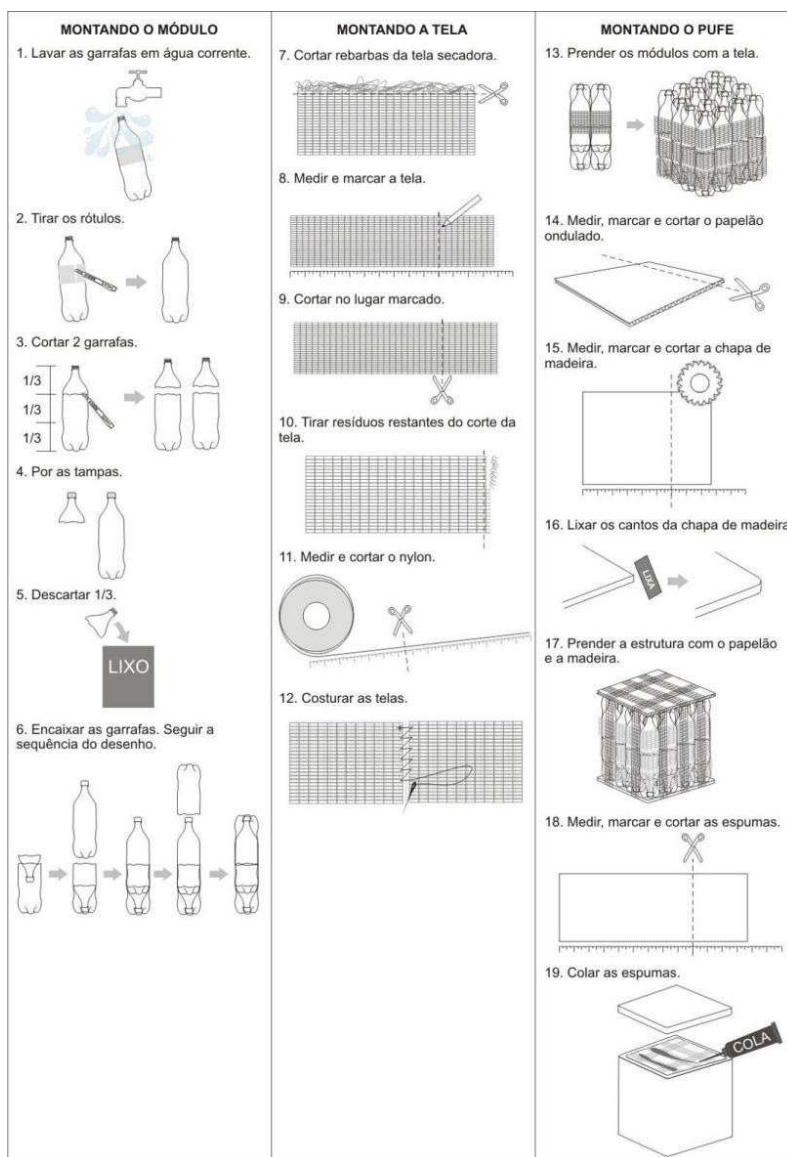 MONTANDO O MÓDULO
1. Lavar as garrafas em água corrente.
2. Tirar os rótulos.
3. Cortar 2 garrafas.
1/3
1/3
1/3
4. Por as tampas.
5. Descartar 1/3.
LIXO
6. Encaixar as garrafas. Seguir a
sequência do desenho.
MONTANDO A TELA
7. Cortar rebarbas da tela secadora.
8. Medir e marcar a tela.
9. Cortar no lugar marcado.
10. Tirar resíduos restantes do corte da
tela.
11. Medir e cortar o nylon.
12. Costurar as telas.
MONTANDO O PUFE
13. Prender os módulos com a tela.
14. Medir, marcar e cortar o papelão
ondulado.
15. Medir, marcar e cortar a chapa de
madeira.
16. Lixar os cantos da chapa de madeira
LIXA
17. Prender a estrutura com o papelão
e a madeira.
18. Medir, marcar e cortar as espumas.
19. Colar as espumas.
COLA